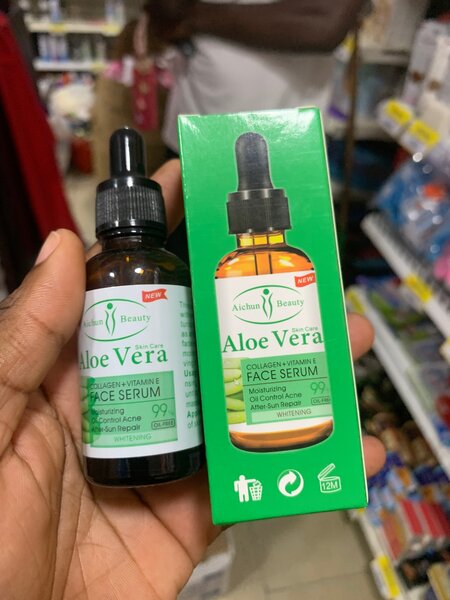 NEW
Aichun Beauty
Skin Care
Aloe Vera
COLLAGEN+VITAMIN E
FACE SERUM
Moisturizing
Oil Control Acne
After-Sun Repair
99%
OIL-FREE
WHITENING
NEW
Aichun Beauty
Skin Care
Aloe Vera
COLLAGEN+VITAMIN E
FACE SERUM
Moisturizing
Oil Control Acne
After-Sun Repair
99%
OIL-FREE
WHITENING
12M